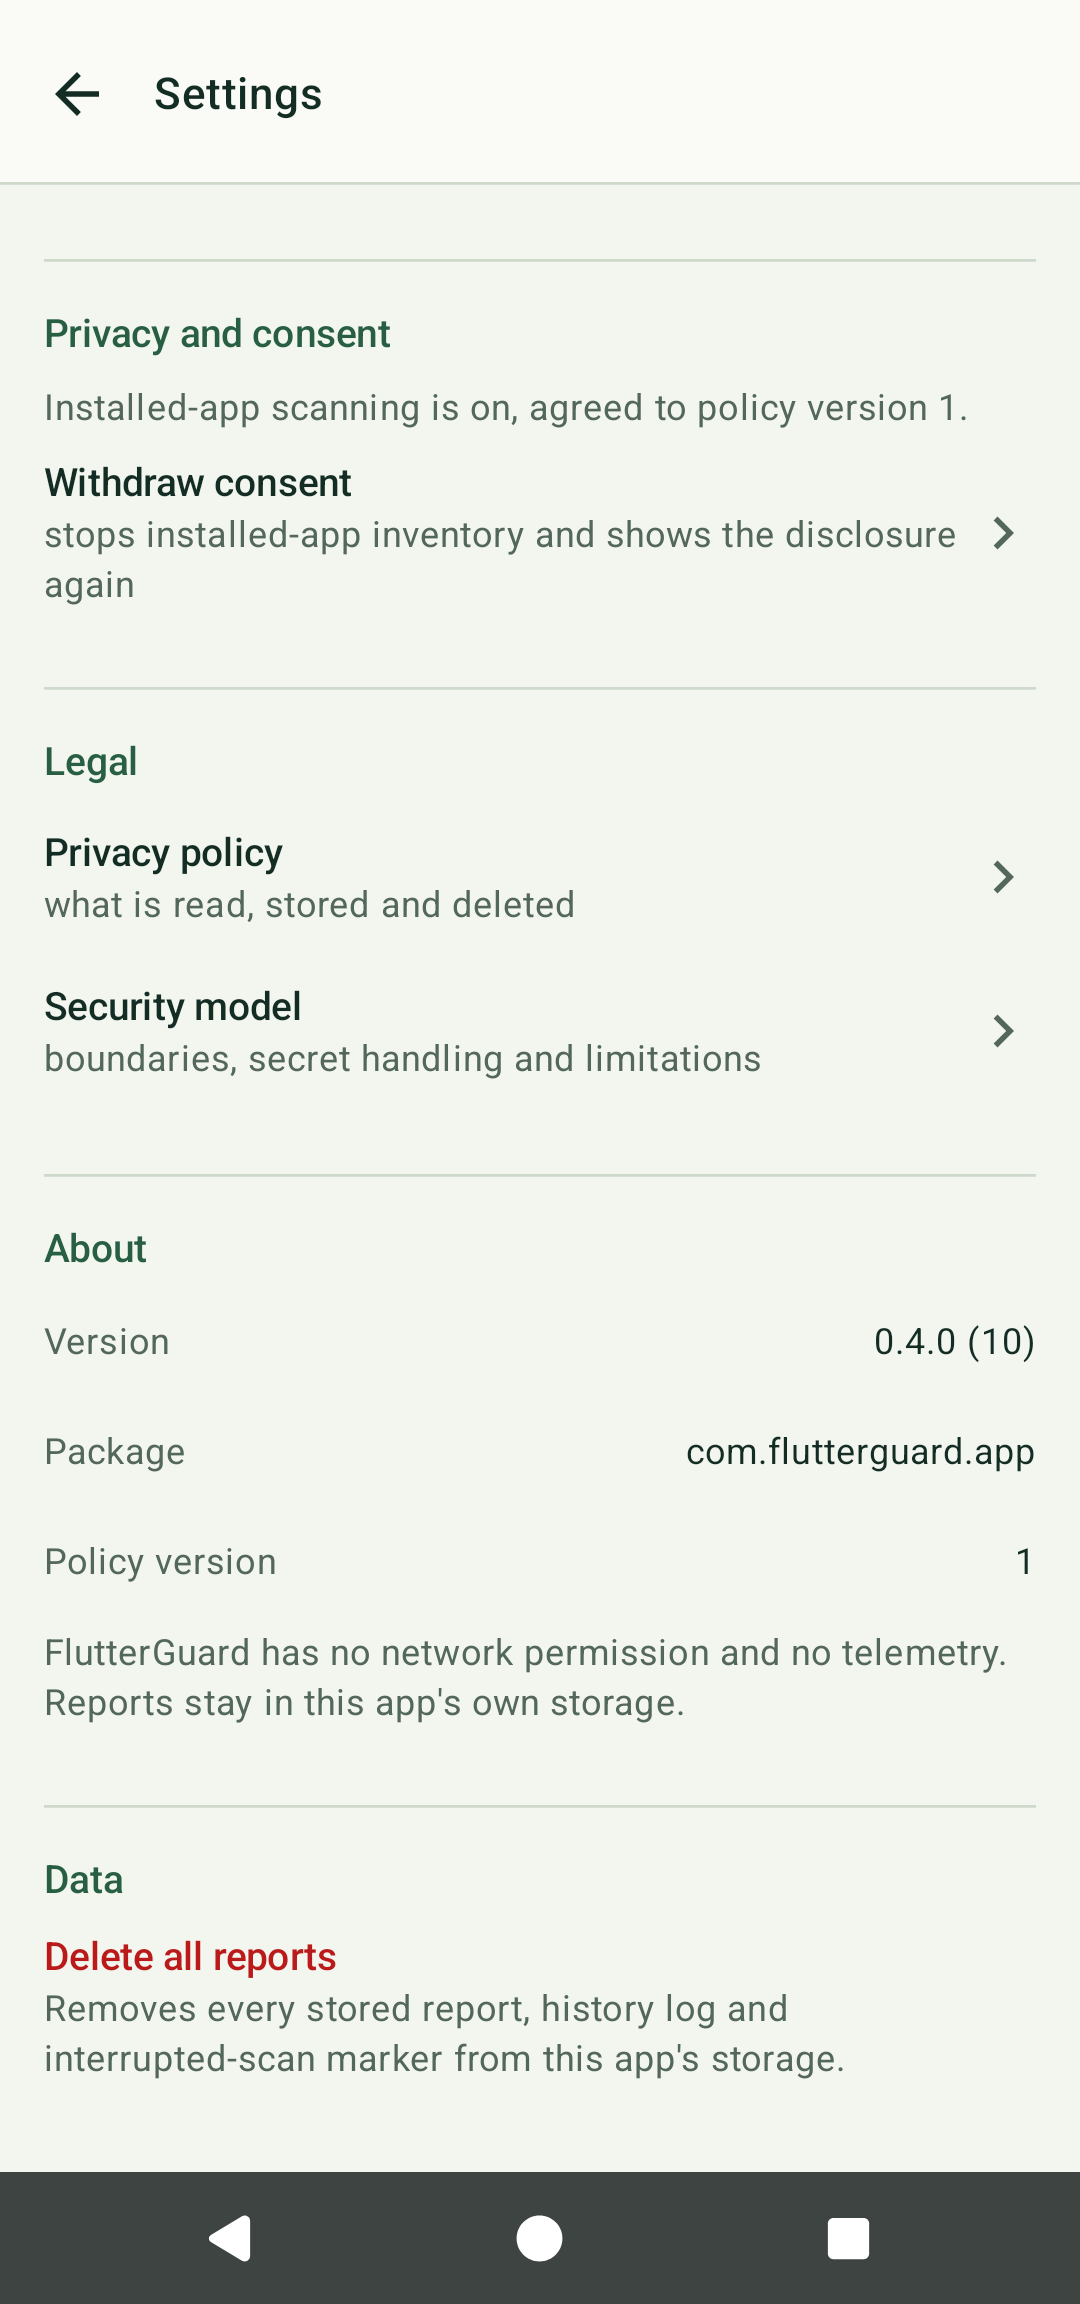 Settings
Privacy and consent
Installed-app scanning is on, agreed to policy version 1.
Withdraw consent
stops installed-app inventory and shows the disclosure
again
Legal
Privacy policy
what is read, stored and deleted
Security model
boundaries, secret handling and limitations
About
Version 0.4.0 (10)
Package com.flutterguard.app
Policy version 1
FlutterGuard has no network permission and no telemetry.
Reports stay in this app's own storage.
Data
Delete all reports
Removes every stored report, history log and
interrupted-scan marker from this app's storage.